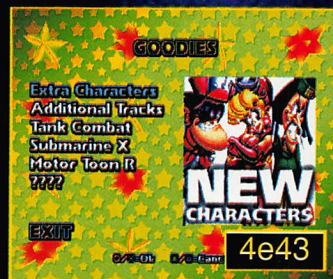 GOODIES
Extra Characters
Additional Tracks
Tank Combat
Submarine X
Motor Toon R
????
NEW
CHARACTERS
EXIT
4e43